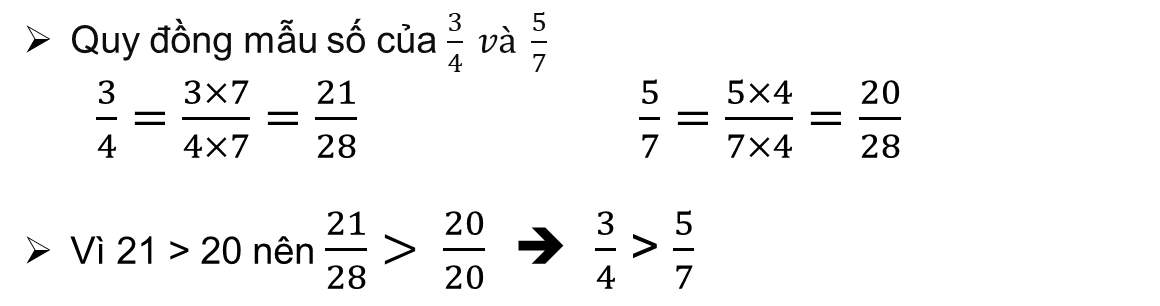 ➢ Quy đồng mẫu số của 3/4 và 5/7
3/4 = 3×7/4×7 = 21/28 5/7 = 5×4/7×4 = 20/28
➢ Vì 21 > 20 nên 21/28 > 20/20 ➔ 3/4 > 5/7